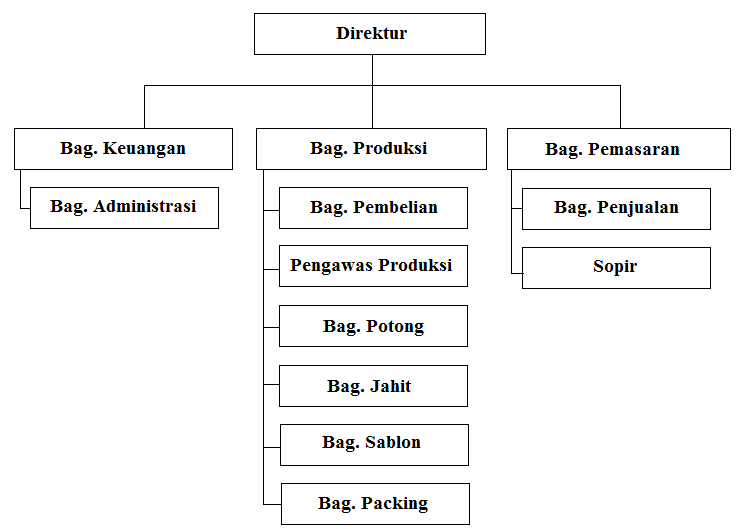 Direktur
Bag. Keuangan
Bag. Administrasi
Bag. Produksi
Bag. Pembelian
Pengawas Produksi
Bag. Potong
Bag. Jahit
Bag. Sablon
Bag. Packing
Bag. Pemasaran
Bag. Penjualan
Sopir